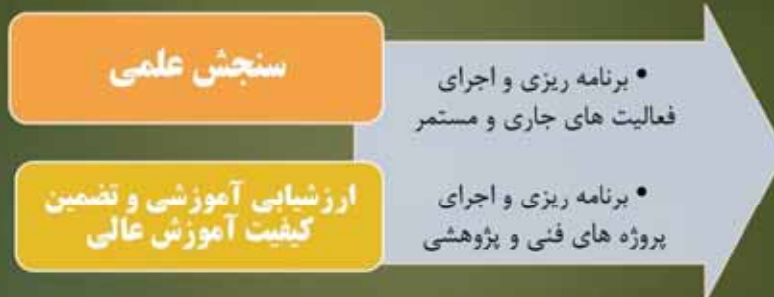 سنجش علمی
• برنامه ریزی و اجرای
فعالیت های جاری و مستمر
ارزشیابی آموزشی و تضمین
کیفیت آموزش عالی
• برنامه ریزی و اجرای
پروژه های فنی و پژوهشی